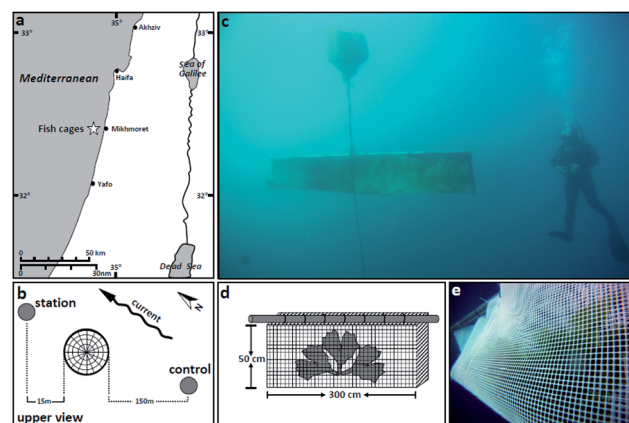 a
33°
33°
Akhziv
Mediterranean
Haifa
Sea of
Galilee
Fish cages
Mikhmoret
32°
32°
Yafo
0
50 km
0
30nm
35°
35°
Dead Sea
b
station
current
N
control
15m
150m
upper view
c
d
50 cm
300 cm
e